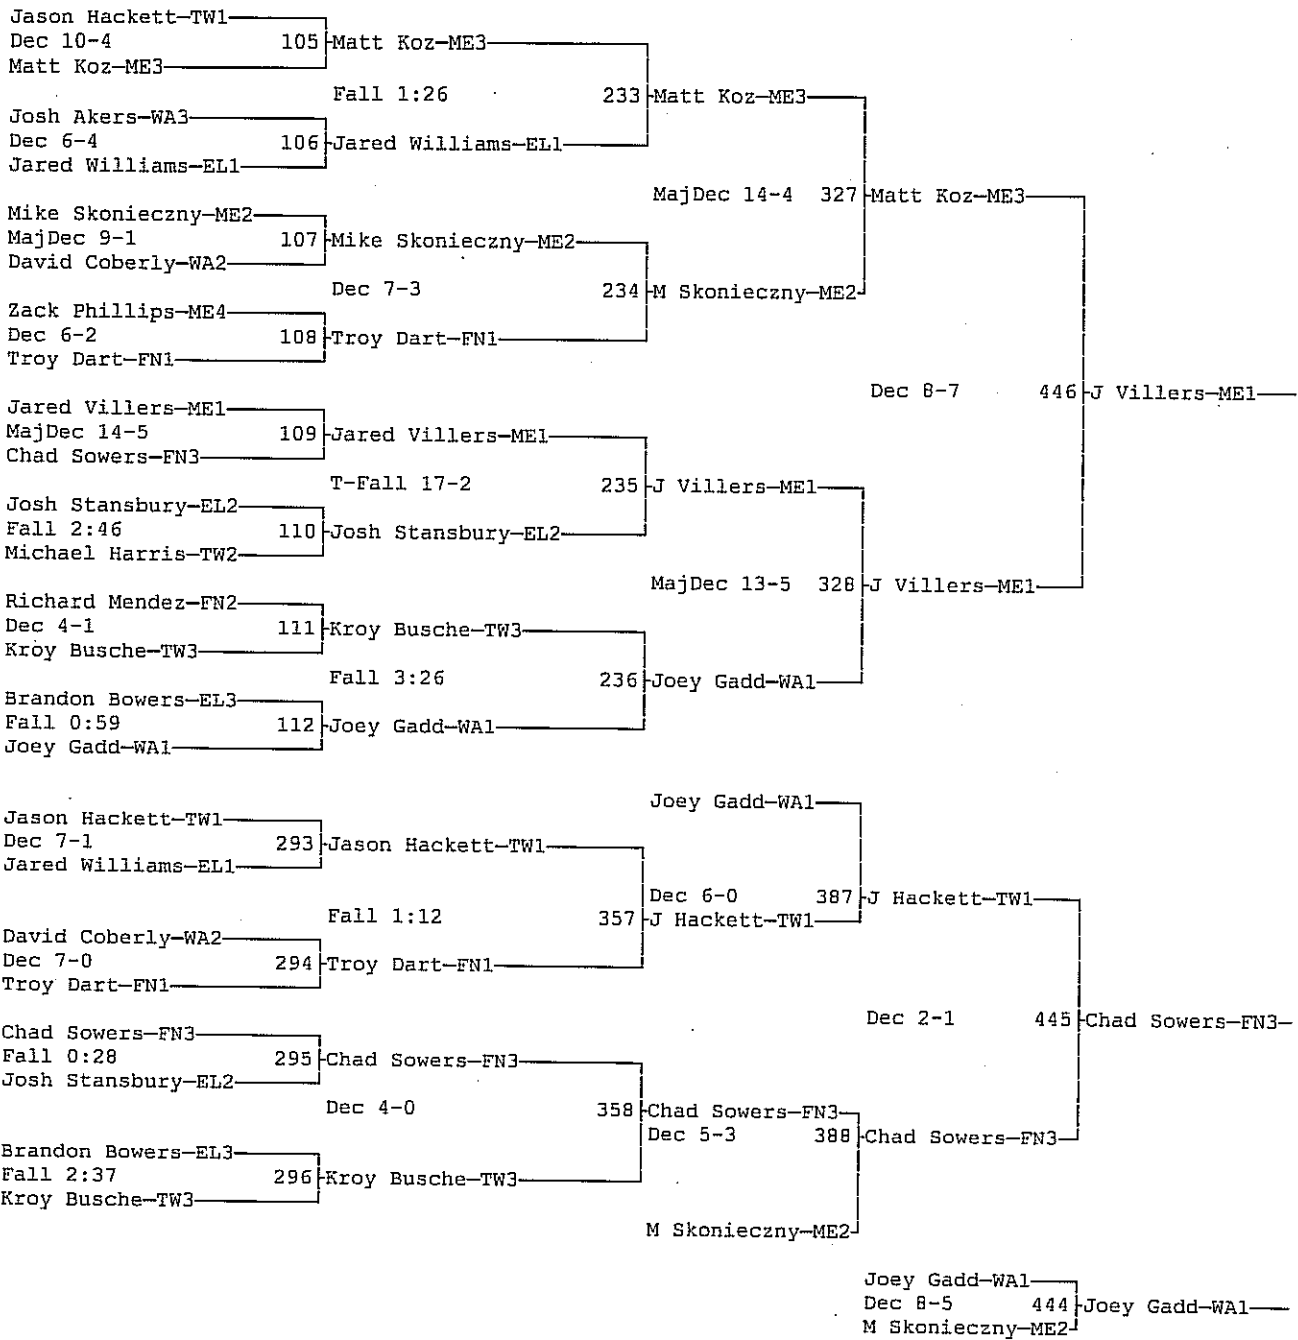 Jason Hackett—TW1
Dec 10-4 105 Matt Koz—ME3
Matt Koz—ME3
Fall 1:26 233 Matt Koz—ME3
Josh Akers—WA3
Dec 6-4 106 Jared Williams—EL1
Jared Williams—EL1
MajDec 14-4 327 Matt Koz—ME3
Mike Skonieczny—ME2
MajDec 9-1 107 Mike Skonieczny—ME2
David Coberly—WA2
Dec 7-3 234 M Skonieczny—ME2
Zack Phillips—ME4
Dec 6-2 108 Troy Dart—FN1
Troy Dart—FN1
Dec 8-7 446 J Villers—ME1
Jared Villers—ME1
MajDec 14-5 109 Jared Villers—ME1
Chad Sowers—FN3
T-Fall 17-2 235 J Villers—ME1
Josh Stansbury—EL2
Fall 2:46 110 Josh Stansbury—EL2
Michael Harris—TW2
MajDec 13-5 328 J Villers—ME1
Richard Mendez—FN2
Dec 4-1 111 Kroy Busche—TW3
Kroy Busche—TW3
Fall 3:26 236 Joey Gadd—WA1
Brandon Bowers—EL3
Fall 0:59 112 Joey Gadd—WA1
Joey Gadd—WA1
Joey Gadd—WA1
Jason Hackett—TW1
Dec 7-1 293 Jason Hackett—TW1
Jared Williams—EL1
Dec 6-0 387 J Hackett—TW1
Fall 1:12 357 J Hackett—TW1
David Coberly—WA2
Dec 7-0 294 Troy Dart—FN1
Troy Dart—FN1
Dec 2-1 445 Chad Sowers—FN3
Chad Sowers—FN3
Fall 0:28 295 Chad Sowers—FN3
Josh Stansbury—EL2
Dec 4-0 358 Chad Sowers—FN3
Dec 5-3 388 Chad Sowers—FN3
Brandon Bowers—EL3
Fall 2:37 296 Kroy Busche—TW3
Kroy Busche—TW3
M Skonieczny—ME2
Joey Gadd—WA1
Dec 8-5 444 Joey Gadd—WA1
M Skonieczny—ME2